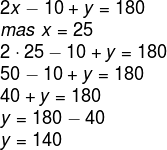 2x − 10 + y = 180
mas x = 25
2 · 25 − 10 + y = 180
50 − 10 + y = 180
40 + y = 180
y = 180 − 40
y = 140